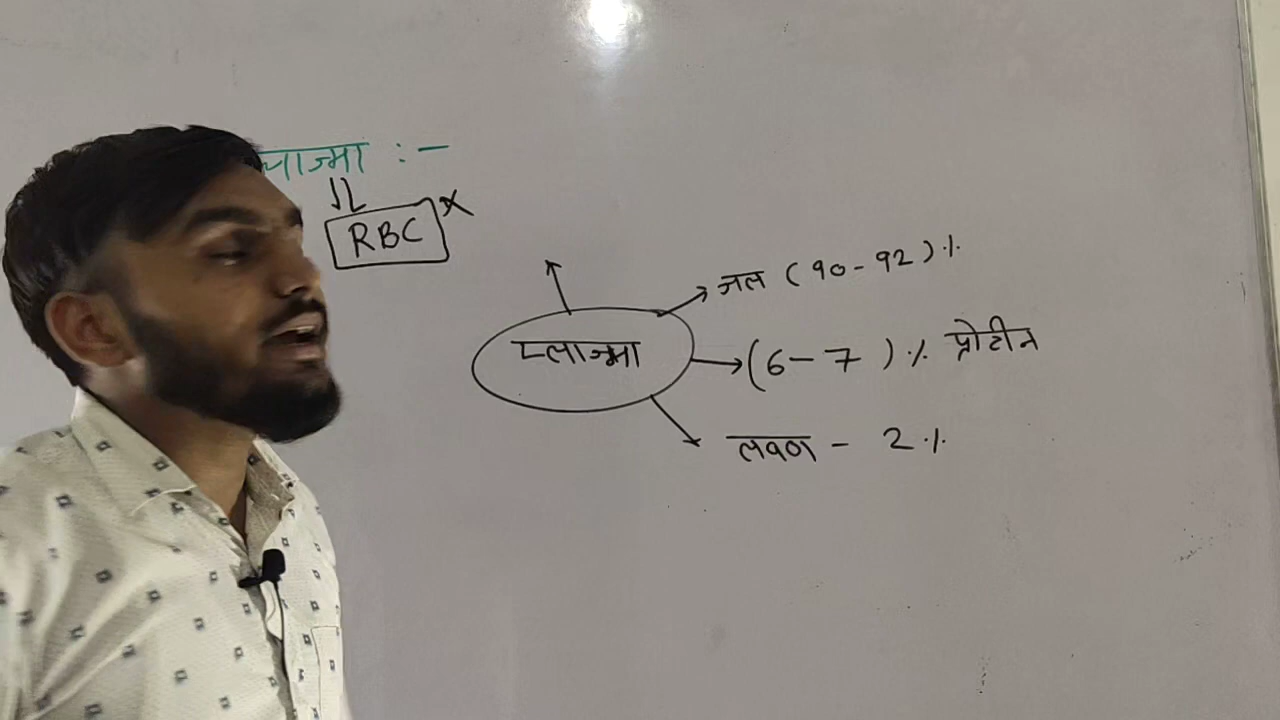 :-
RBC
जल (90-92)%
प्लाज्मा
(6-7)% प्रोटीन
लवण - 2%